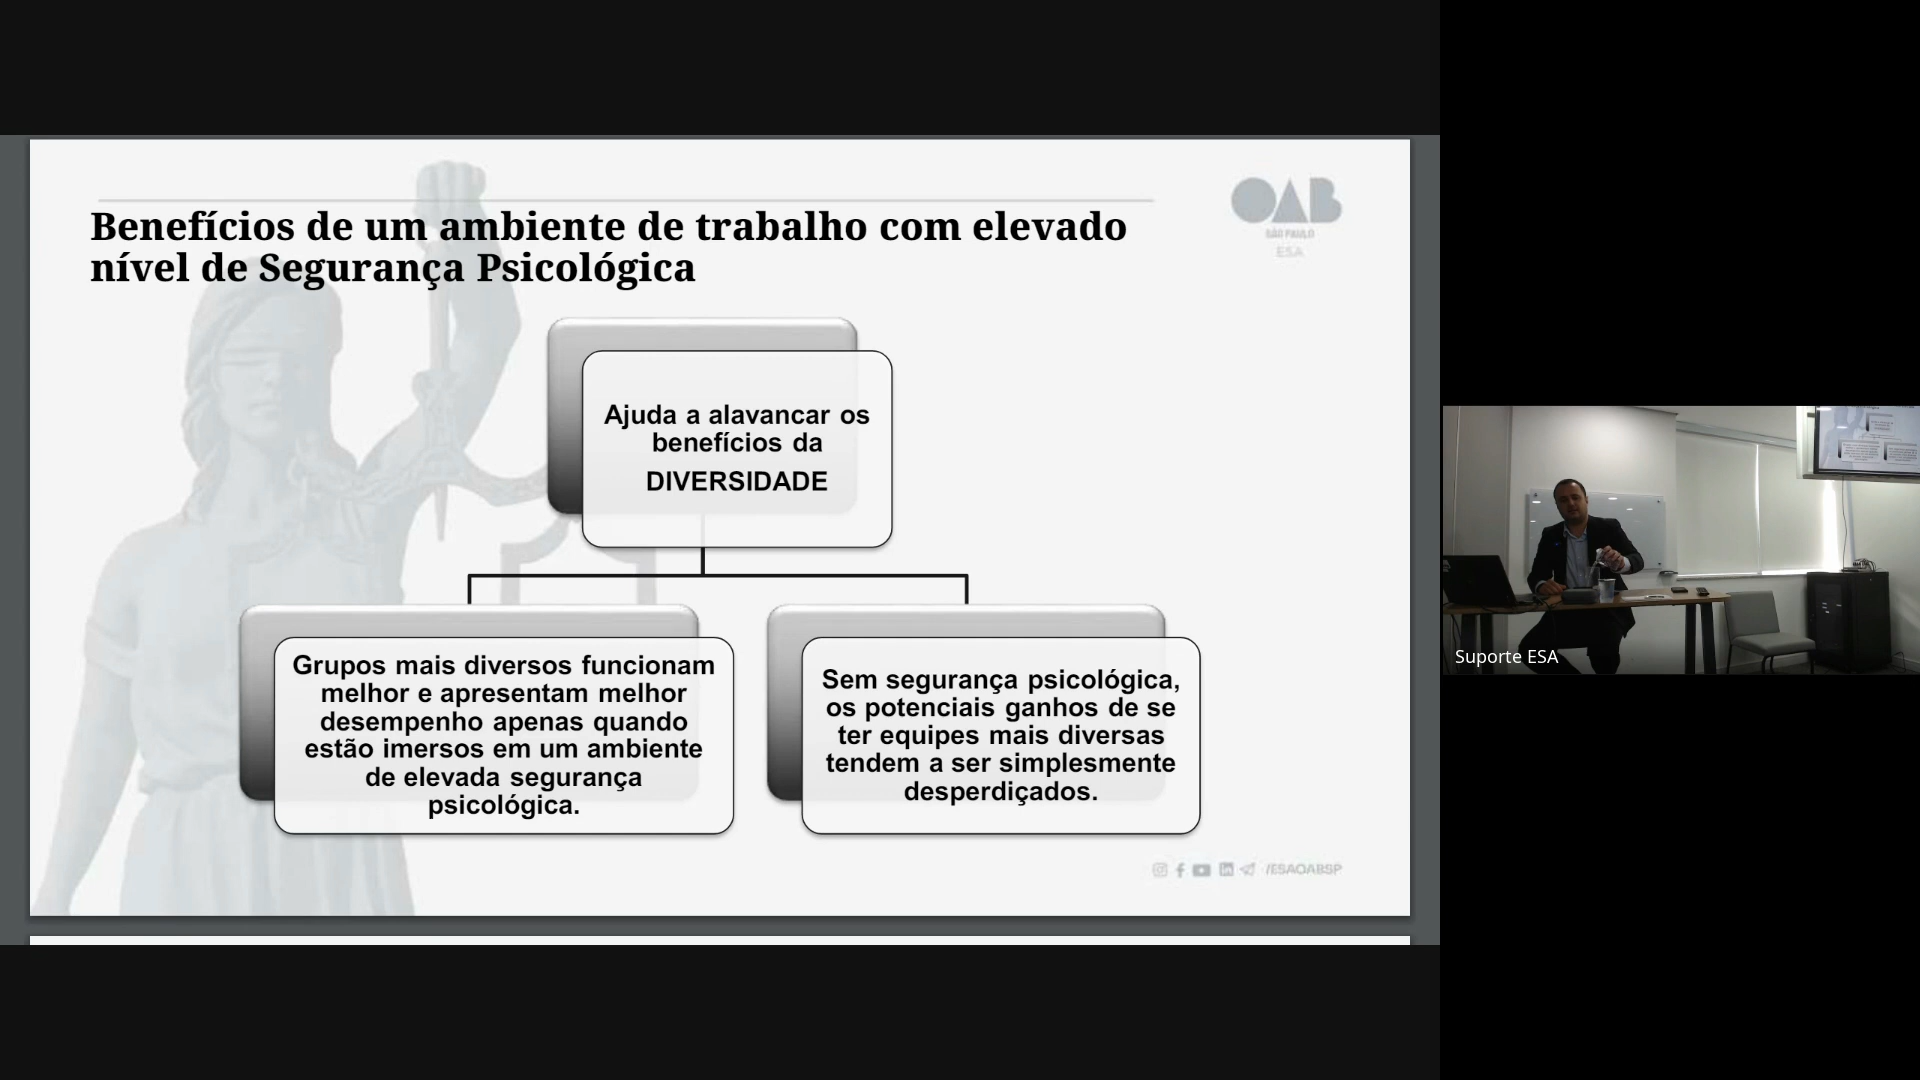 Benefícios de um ambiente de trabalho com elevado
nível de Segurança Psicológica
OAB
SÃO PAULO
ESA
Ajuda a alavancar os
benefícios da
DIVERSIDADE
Grupos mais diversos funcionam
melhor e apresentam melhor
desempenho apenas quando
estão imersos em um ambiente
de elevada segurança
psicológica.
Sem segurança psicológica,
os potenciais ganhos de se
ter equipes mais diversas
tendem a ser simplesmente
desperdiçados.
/ESAOABSP
Suporte ESA